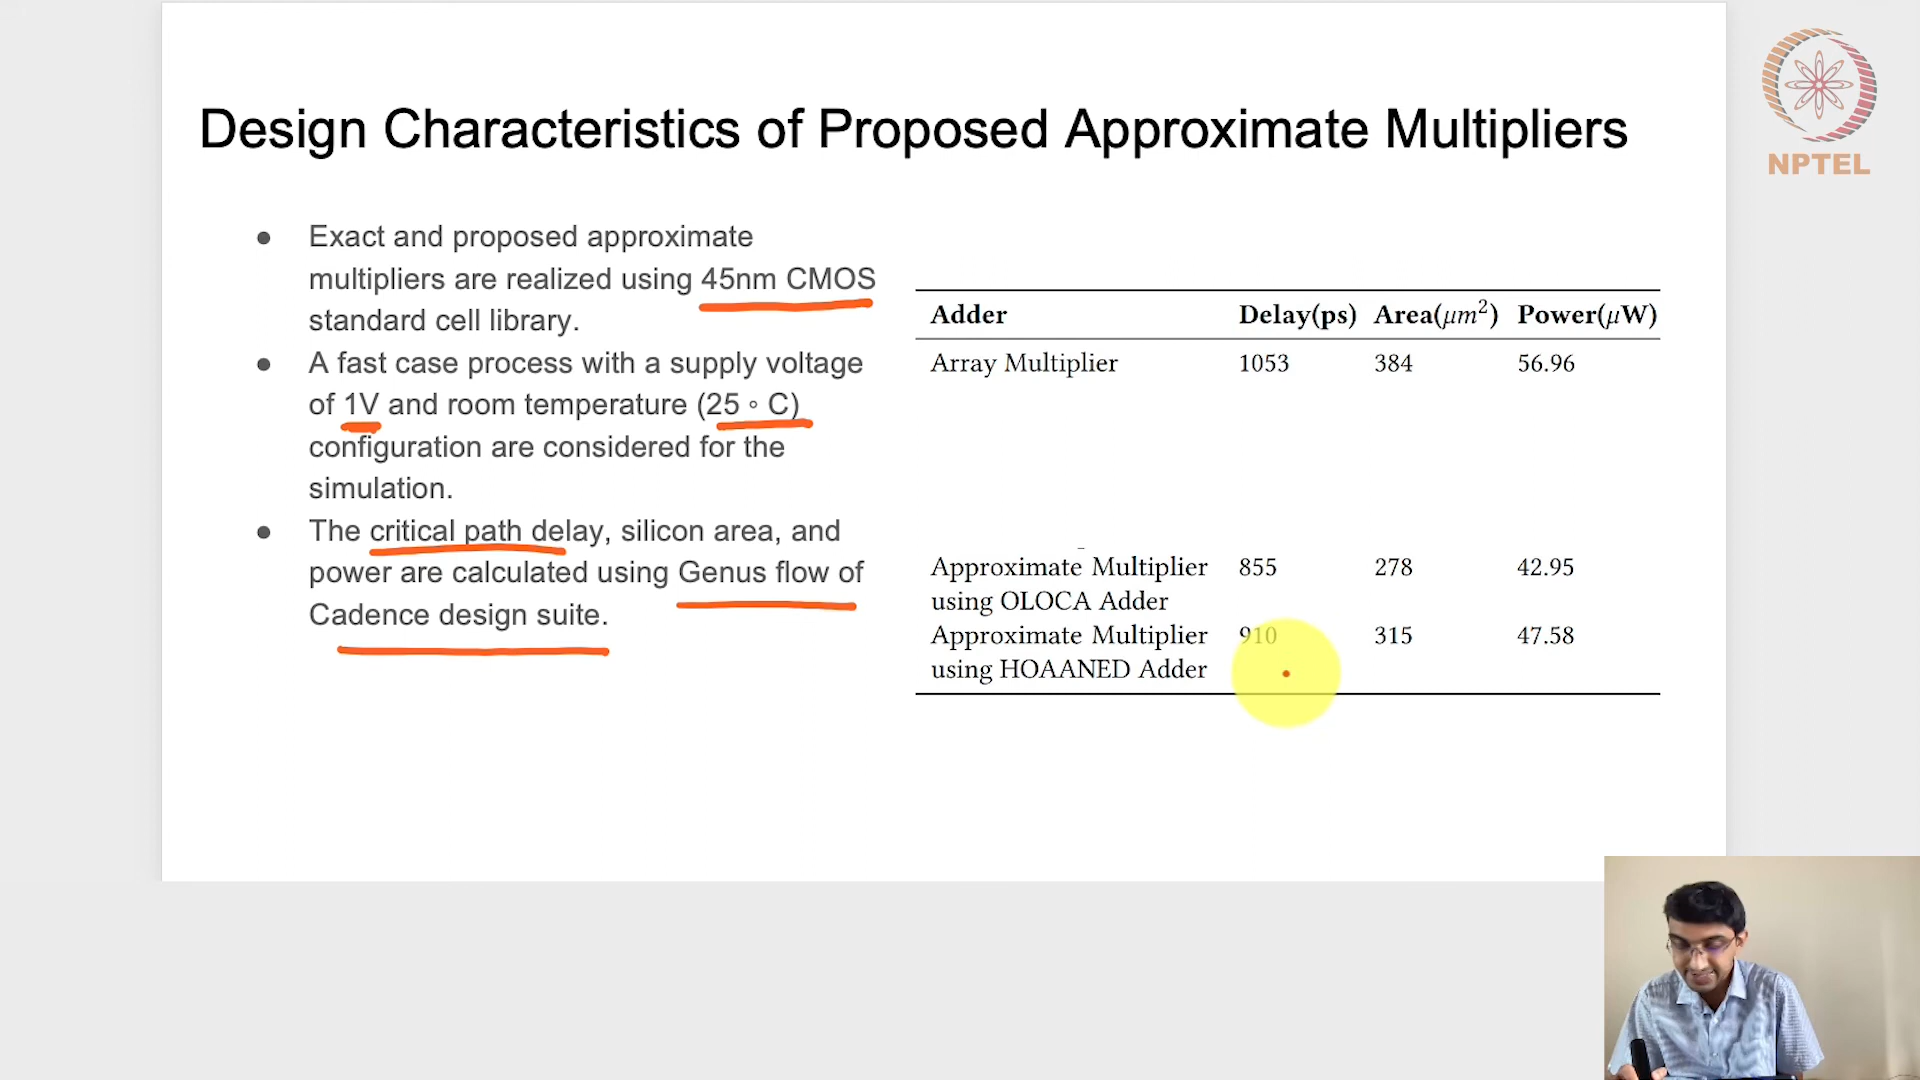 Design Characteristics of Proposed Approximate Multipliers
NPTEL
● Exact and proposed approximate
multipliers are realized using 45nm CMOS
standard cell library.
● A fast case process with a supply voltage
of 1V and room temperature (25 ∘ C)
configuration are considered for the
simulation.
● The critical path delay, silicon area, and
power are calculated using Genus flow of
Cadence design suite.
Adder Delay(ps) Area(μm²) Power(μW)
Array Multiplier 1053 384 56.96
Approximate Multiplier 855 278 42.95
using OLOCA Adder
Approximate Multiplier 910 315 47.58
using HOAANED Adder